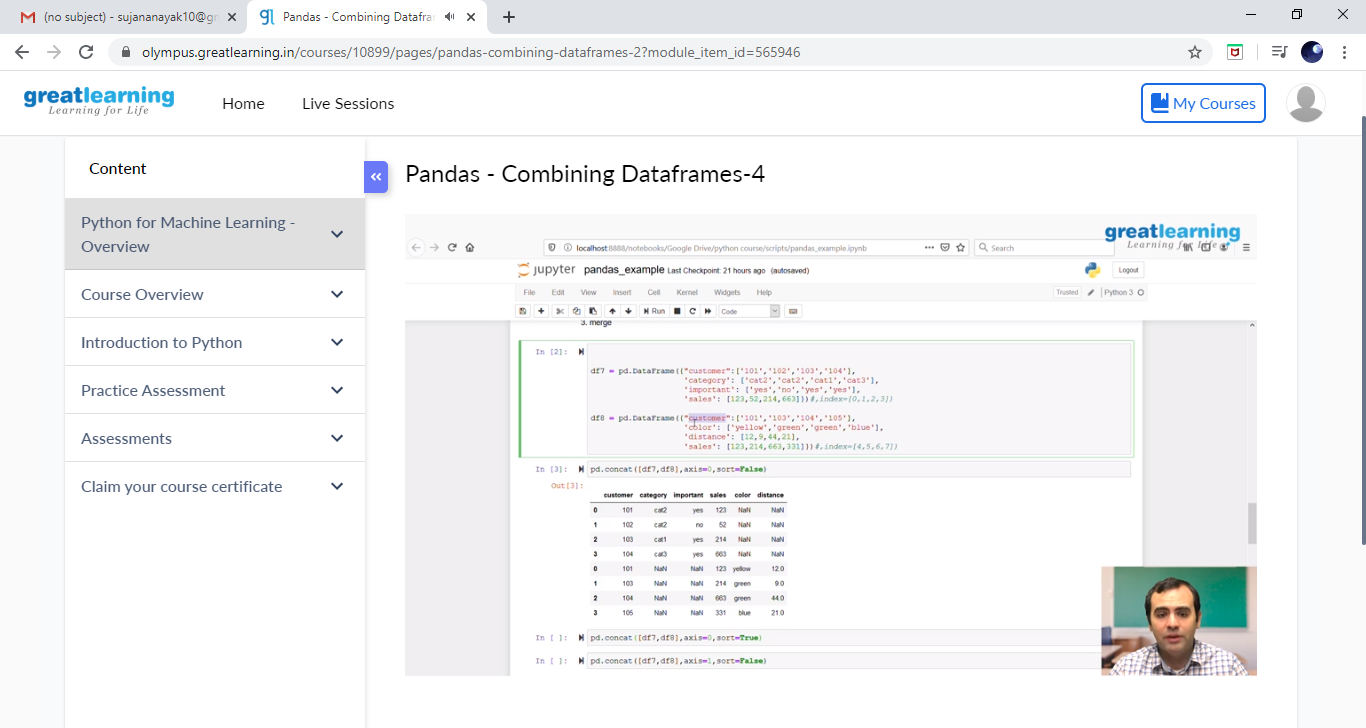 (no subject) - sujananayak10@gm
Pandas - Combining Datafra
olympus.greatlearning.in/courses/10899/pages/pandas-combining-dataframes-2?module_item_id=565946
greatlearning
Learning for Life
Home
Live Sessions
My Courses
Content
«
Python for Machine Learning -
Overview
Course Overview
Introduction to Python
Practice Assessment
Assessments
Claim your course certificate
Pandas - Combining Dataframes-4
localhost:8888/notebooks/Google Drive/python course/scripts/pandas_example.ipynb
Search
greatlearning
Learning for Life
jupyter pandas_example Last Checkpoint: 21 hours ago (autosaved)
Logout
File Edit View Insert Cell Kernel Widgets Help
Trusted Python 3
Run Code
3. merge
In [2]:
df7 = pd.DataFrame({"customer":['101','102','103','104'],
'category': ['cat2','cat2','cat1','cat3'],
'important': ['yes','no','yes','yes'],
'sales': [123,52,214,663]})#,index=[0,1,2,3])
df8 = pd.DataFrame({"customer":['101','103','104','105'],
'color': ['yellow','green','green','blue'],
'distance': [12,9,44,21],
'sales': [123,214,663,331]})#,index=[4,5,6,7])
In [3]: pd.concat([df7,df8],axis=0,sort=False)
Out[3]:
customer category important sales color distance
0 101 cat2 yes 123 NaN NaN
1 102 cat2 no 52 NaN NaN
2 103 cat1 yes 214 NaN NaN
3 104 cat3 yes 663 NaN NaN
0 101 NaN NaN 123 yellow 12.0
1 103 NaN NaN 214 green 9.0
2 104 NaN NaN 663 green 44.0
3 105 NaN NaN 331 blue 21.0
In [ ]: pd.concat([df7,df8],axis=0,sort=True)
In [ ]: pd.concat([df7,df8],axis=1,sort=False)